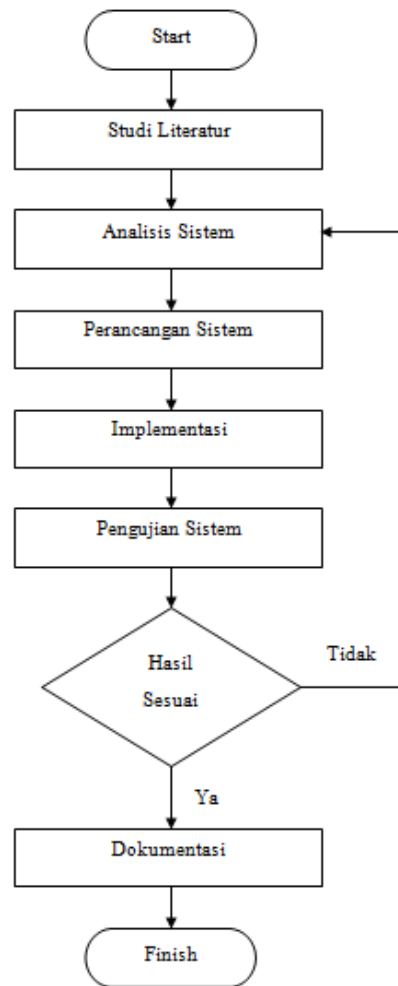 Start
Studi Literatur
Analisis Sistem
Perancangan Sistem
Implementasi
Pengujian Sistem
Hasil
Sesuai
Tidak
Ya
Dokumentasi
Finish